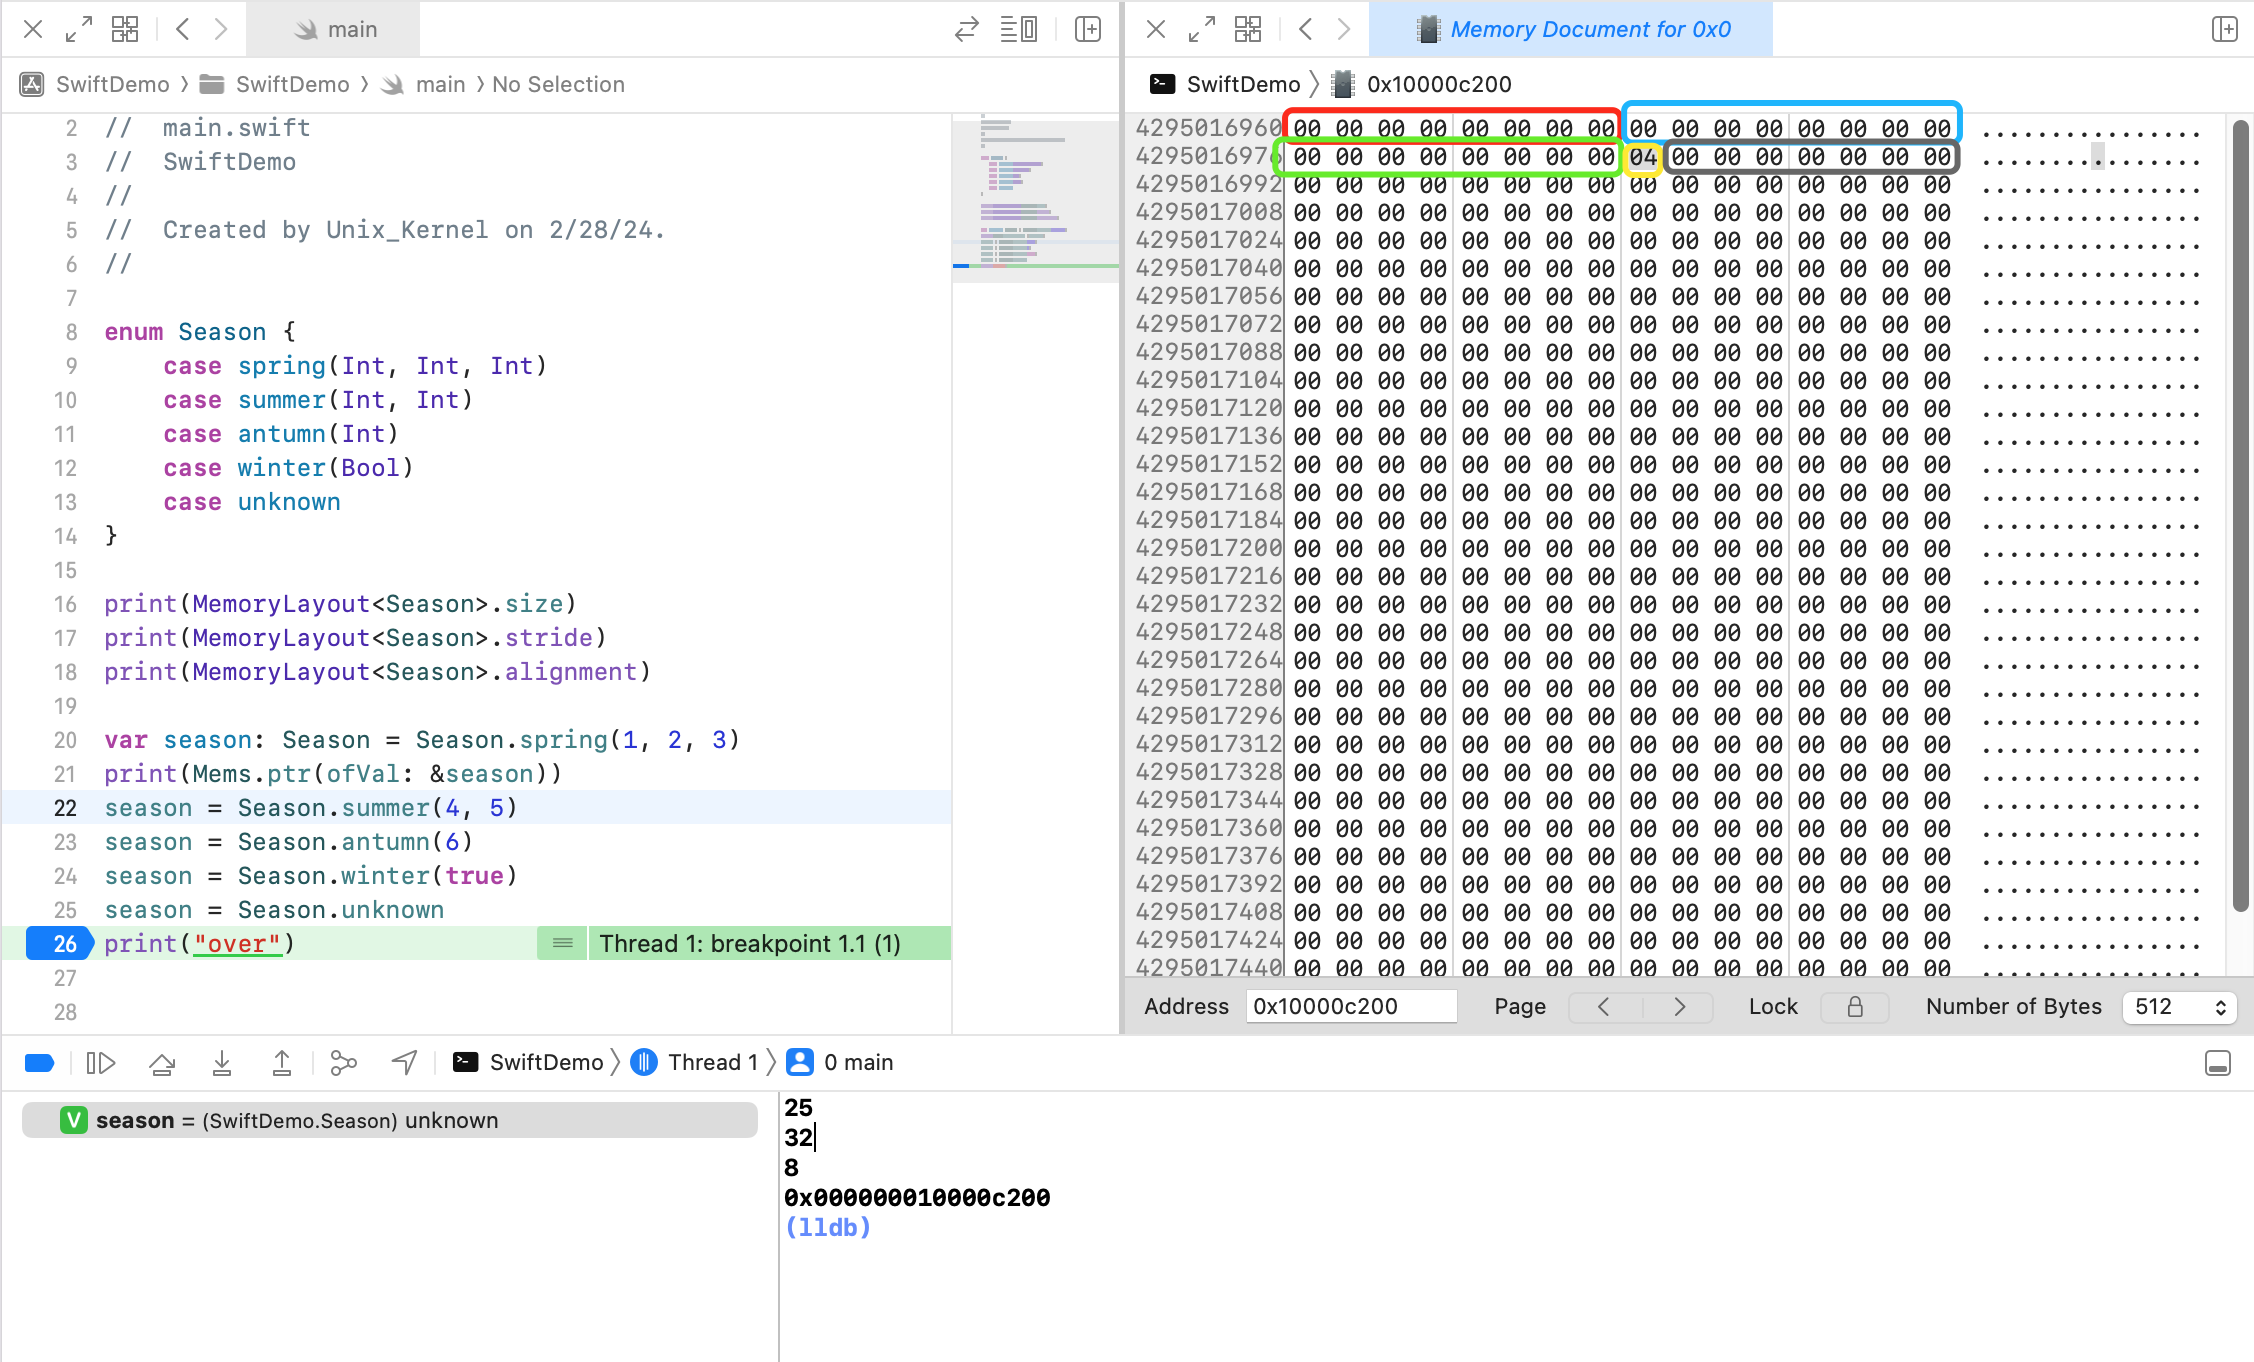 main
Memory Document for 0x0
SwiftDemo 〉 SwiftDemo 〉 main 〉 No Selection
SwiftDemo 〉 0x10000c200
2 //  main.swift
3 //  SwiftDemo
4 //
5 //  Created by Unix_Kernel on 2/28/24.
6 //
7
8 enum Season {
9     case spring(Int, Int, Int)
10     case summer(Int, Int)
11     case antumn(Int)
12     case winter(Bool)
13     case unknown
14 }
15
16 print(MemoryLayout<Season>.size)
17 print(MemoryLayout<Season>.stride)
18 print(MemoryLayout<Season>.alignment)
19
20 var season: Season = Season.spring(1, 2, 3)
21 print(Mems.ptr(ofVal: &season))
22 season = Season.summer(4, 5)
23 season = Season.antumn(6)
24 season = Season.winter(true)
25 season = Season.unknown
26 print("over") Thread 1: breakpoint 1.1 (1)
27
28
4295016960 00 00 00 00 00 00 00 00 00 00 00 00 00 00 00 00 ................
4295016976 00 00 00 00 00 00 00 00 04 00 00 00 00 00 00 00 ................
4295016992 00 00 00 00 00 00 00 00 00 00 00 00 00 00 00 00 ................
4295017008 00 00 00 00 00 00 00 00 00 00 00 00 00 00 00 00 ................
4295017024 00 00 00 00 00 00 00 00 00 00 00 00 00 00 00 00 ................
4295017040 00 00 00 00 00 00 00 00 00 00 00 00 00 00 00 00 ................
4295017056 00 00 00 00 00 00 00 00 00 00 00 00 00 00 00 00 ................
4295017072 00 00 00 00 00 00 00 00 00 00 00 00 00 00 00 00 ................
4295017088 00 00 00 00 00 00 00 00 00 00 00 00 00 00 00 00 ................
4295017104 00 00 00 00 00 00 00 00 00 00 00 00 00 00 00 00 ................
4295017120 00 00 00 00 00 00 00 00 00 00 00 00 00 00 00 00 ................
4295017136 00 00 00 00 00 00 00 00 00 00 00 00 00 00 00 00 ................
4295017152 00 00 00 00 00 00 00 00 00 00 00 00 00 00 00 00 ................
4295017168 00 00 00 00 00 00 00 00 00 00 00 00 00 00 00 00 ................
4295017184 00 00 00 00 00 00 00 00 00 00 00 00 00 00 00 00 ................
4295017200 00 00 00 00 00 00 00 00 00 00 00 00 00 00 00 00 ................
4295017216 00 00 00 00 00 00 00 00 00 00 00 00 00 00 00 00 ................
4295017232 00 00 00 00 00 00 00 00 00 00 00 00 00 00 00 00 ................
4295017248 00 00 00 00 00 00 00 00 00 00 00 00 00 00 00 00 ................
4295017264 00 00 00 00 00 00 00 00 00 00 00 00 00 00 00 00 ................
4295017280 00 00 00 00 00 00 00 00 00 00 00 00 00 00 00 00 ................
4295017296 00 00 00 00 00 00 00 00 00 00 00 00 00 00 00 00 ................
4295017312 00 00 00 00 00 00 00 00 00 00 00 00 00 00 00 00 ................
4295017328 00 00 00 00 00 00 00 00 00 00 00 00 00 00 00 00 ................
4295017344 00 00 00 00 00 00 00 00 00 00 00 00 00 00 00 00 ................
4295017360 00 00 00 00 00 00 00 00 00 00 00 00 00 00 00 00 ................
4295017376 00 00 00 00 00 00 00 00 00 00 00 00 00 00 00 00 ................
4295017392 00 00 00 00 00 00 00 00 00 00 00 00 00 00 00 00 ................
4295017408 00 00 00 00 00 00 00 00 00 00 00 00 00 00 00 00 ................
4295017424 00 00 00 00 00 00 00 00 00 00 00 00 00 00 00 00 ................
4295017440 00 00 00 00 00 00 00 00 00 00 00 00 00 00 00 00 ................
Address 0x10000c200 Page Lock Number of Bytes 512
SwiftDemo 〉 Thread 1 〉 0 main
V season = (SwiftDemo.Season) unknown
25
32
8
0x000000010000c200
(lldb)